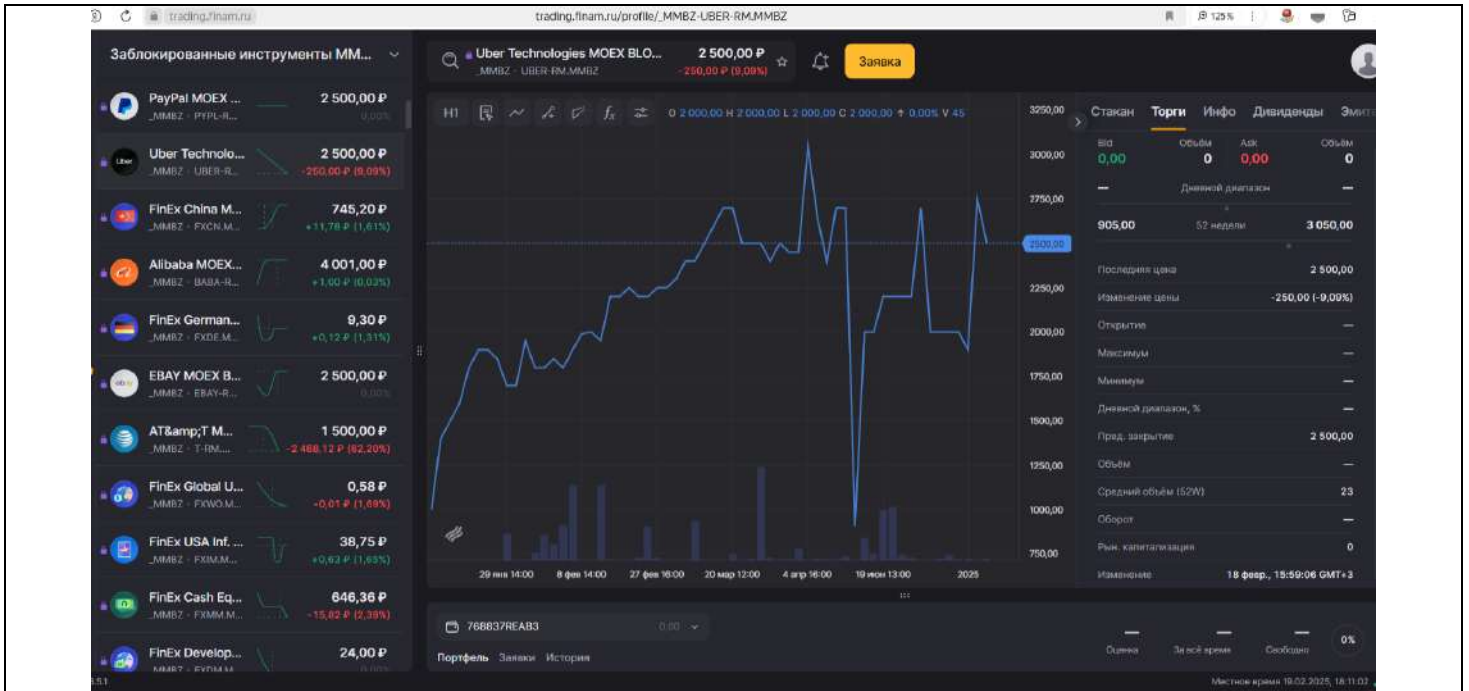 trading.finam.ru
trading.finam.ru/profile/_MMBZ-UBER-RM.MMBZ
125 %
Заблокированные инструменты ММ...
PayPal MOEX ...
2 500,00 ₽
_MMBZ · PYPL-R...
0,00%
Uber Technolo...
2 500,00 ₽
_MMBZ · UBER-R...
-250,00 ₽ (9,09%)
FinEx China M...
745,20 ₽
_MMBZ · FXCN.M...
+11,78 ₽ (1,61%)
Alibaba MOEX...
4 001,00 ₽
_MMBZ · BABA-R...
+1,00 ₽ (0,03%)
FinEx German...
9,30 ₽
_MMBZ · FXDE.M...
+0,12 ₽ (1,31%)
EBAY MOEX B...
2 500,00 ₽
_MMBZ · EBAY-R...
0,00%
AT&amp;T M...
1 500,00 ₽
_MMBZ · T-RM....
-2 468,12 ₽ (62,20%)
FinEx Global U...
0,58 ₽
_MMBZ · FXWO.M...
-0,01 ₽ (1,69%)
FinEx USA Inf. ...
38,75 ₽
_MMBZ · FXIM.M...
+0,63 ₽ (1,65%)
FinEx Cash Eq...
646,36 ₽
_MMBZ · FXMM.M...
-15,82 ₽ (2,39%)
FinEx Develop...
24,00 ₽
_MMBZ · FXDM.M
Uber Technologies MOEX BLO...
2 500,00 ₽
_MMBZ · UBER-RM.MMBZ
-250,00 ₽ (9,09%)
Заявка
H1
O 2 000,00 H 2 000,00 L 2 000,00 C 2 000,00 0,00% V 45
3250,00
3000,00
2750,00
2500,00
2250,00
2000,00
1750,00
1500,00
1250,00
1000,00
750,00
29 янв 14:00
8 фев 14:00
27 фев 16:00
20 мар 12:00
4 апр 16:00
19 июн 13:00
2025
Стакан Торги Инфо Дивиденды Эмит
Bid Объём Ask Объём
0,00 0 0,00 0
— Дневной диапазон —
905,00 52 недели 3 050,00
Последняя цена 2 500,00
Изменение цены -250,00 (-9,09%)
Открытие —
Максимум —
Минимум —
Дневной диапазон, % —
Пред. закрытие 2 500,00
Объём —
Средний объём (52W) 23
Оборот —
Рын. капитализация 0
Изменение 18 февр., 15:59:06 GMT+3
768837REAB3
0,00
Портфель Заявки История
— — —
Оценка За всё время Свободно
0%
Местное время 19.02.2025, 18:11:02